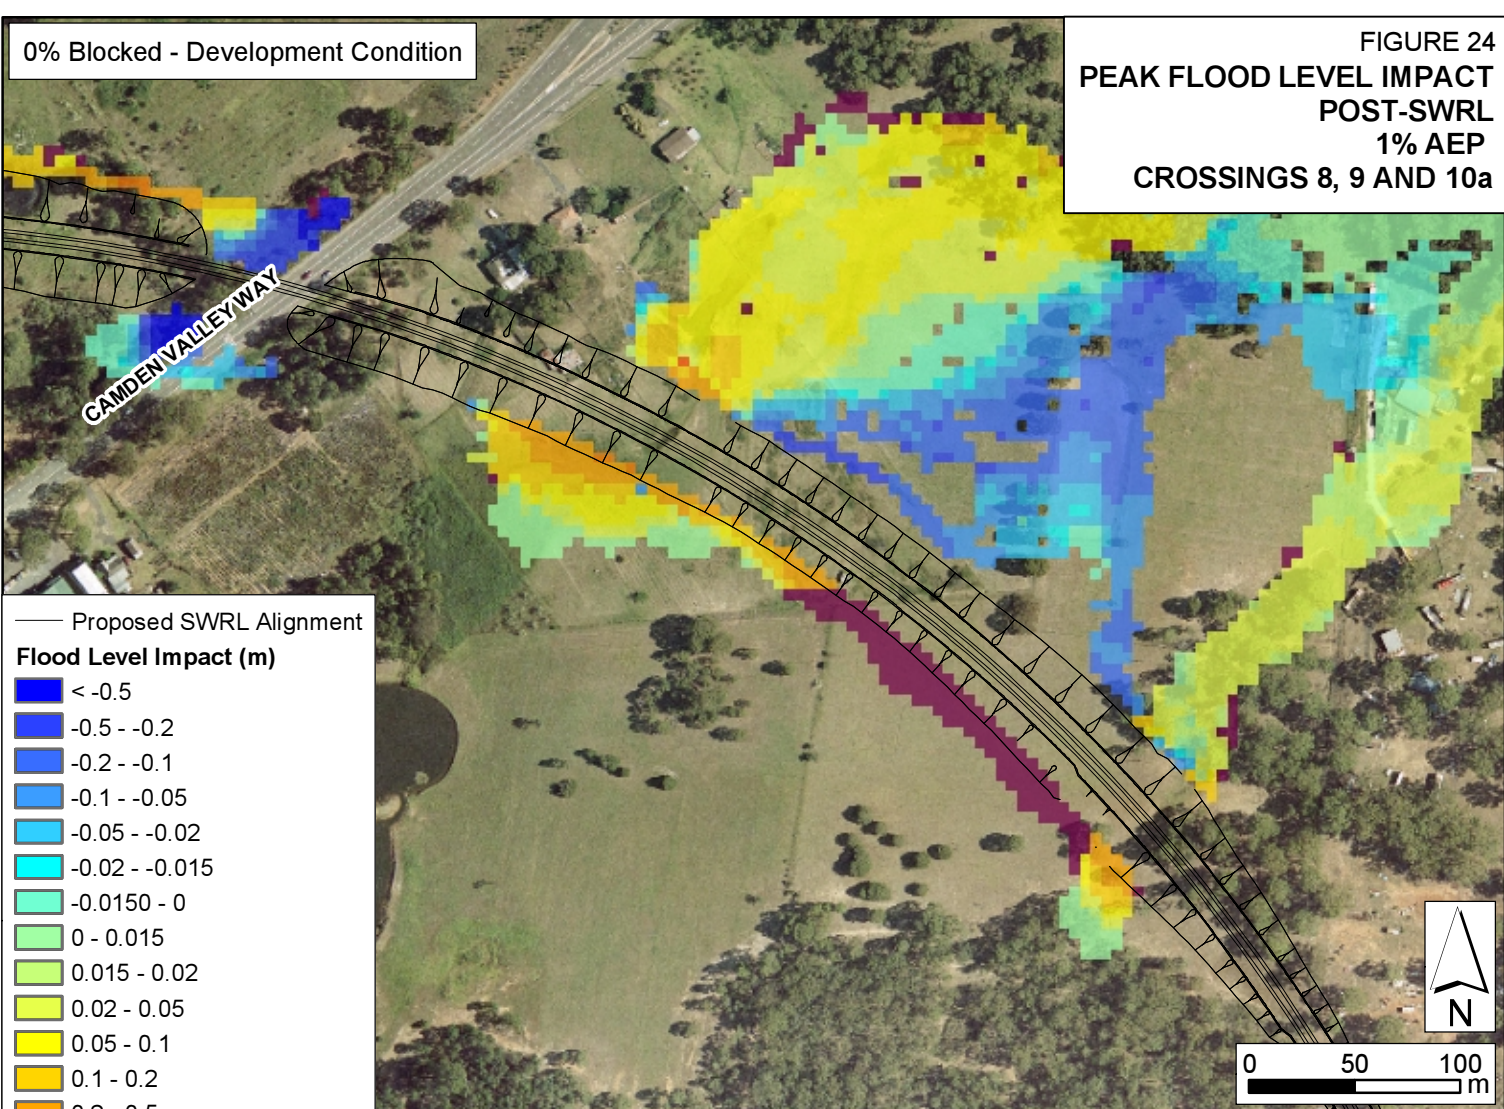 0% Blocked - Development Condition
FIGURE 24
PEAK FLOOD LEVEL IMPACT
POST-SWRL
1% AEP
CROSSINGS 8, 9 AND 10a
CAMDEN VALLEY WAY
Proposed SWRL Alignment
Flood Level Impact (m)
< -0.5
-0.5 - -0.2
-0.2 - -0.1
-0.1 - -0.05
-0.05 - -0.02
-0.02 - -0.015
-0.0150 - 0
0 - 0.015
0.015 - 0.02
0.02 - 0.05
0.05 - 0.1
0.1 - 0.2
N
0 50 100
m